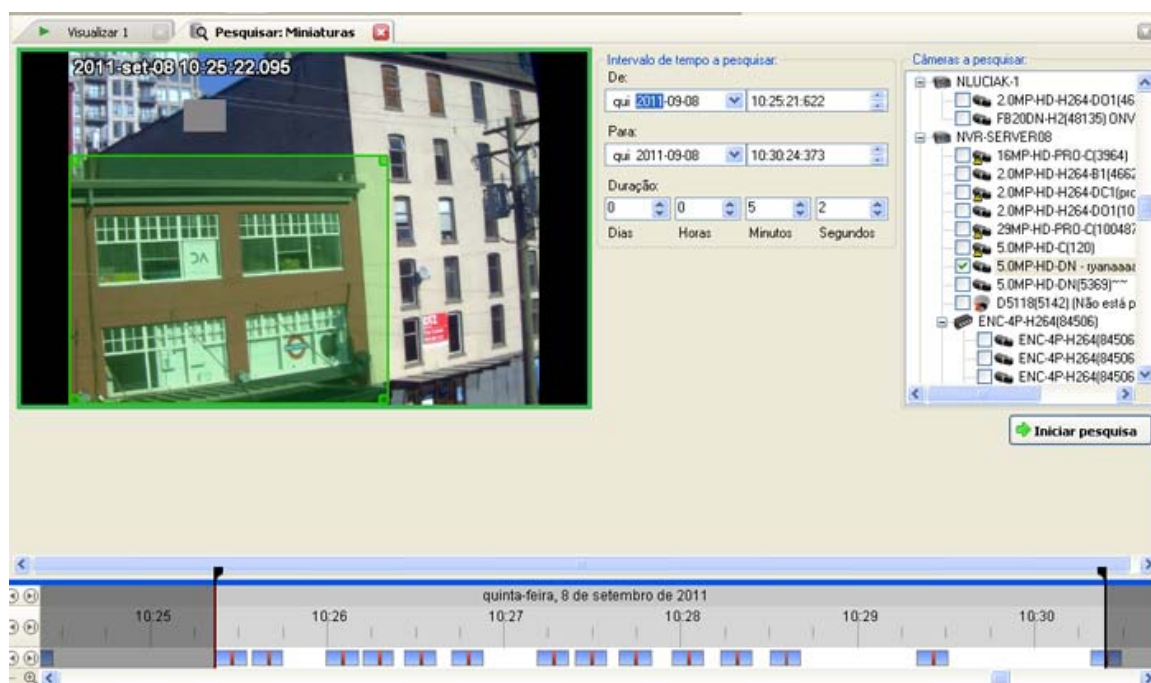 Visualizar 1
Pesquisar: Miniaturas
2011-set-08 10:25:22.095
Intervalo de tempo a pesquisar:
De:
qui 2011-09-08
10:25:21:622
Para:
qui 2011-09-08
10:30:24:373
Duração:
0 0 5 2
Dias Horas Minutos Segundos
Câmeras a pesquisar:
NLUCIAK-1
2.0MP-HD-H264-DO1(46
FB20DN-H2(48135) ONV
NVR-SERVER08
16MP-HD-PRO-C(3964)
2.0MP-HD-H264-B1(4662
2.0MP-HD-H264-DC1(pro
2.0MP-HD-H264-DO1(10
29MP-HD-PRO-C(100487
5.0MP-HD-C(120)
5.0MP-HD-DN - ryanaaaa
5.0MP-HD-DN(5369)~~
D5118(5142) (Não está p
ENC-4P-H264(84506)
ENC-4P-H264(84506
ENC-4P-H264(84506
ENC-4P-H264(84506
Iniciar pesquisa
quinta-feira, 8 de setembro de 2011
10:25 10:26 10:27 10:28 10:29 10:30